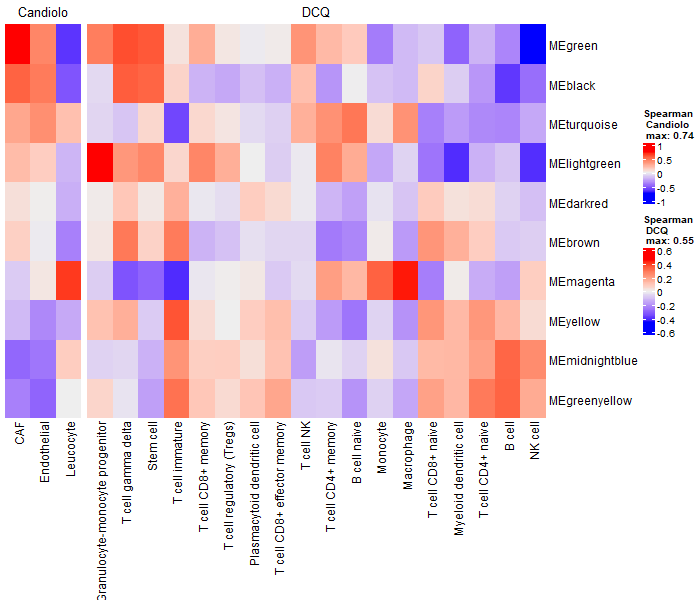 Candiolo
DCQ
MEgreen
MEblack
MEturquoise
MElightgreen
MEdarkred
MEbrown
MEmagenta
MEyellow
MEmidnightblue
MEgreenyellow
Spearman
Candiolo
max: 0.74
1
0.5
0
-0.5
-1
Spearman
DCQ
max: 0.55
0.6
0.4
0.2
0
-0.2
-0.4
-0.6
CAF
Endothelial
Leucocyte
Granulocyte-monocyte progenitor
T cell gamma delta
Stem cell
T cell immature
T cell CD8+ memory
T cell regulatory (Tregs)
Plasmacytoid dendritic cell
T cell CD8+ effector memory
T cell NK
T cell CD4+ memory
B cell naive
Monocyte
Macrophage
T cell CD8+ naive
Myeloid dendritic cell
T cell CD4+ naive
B cell
NK cell